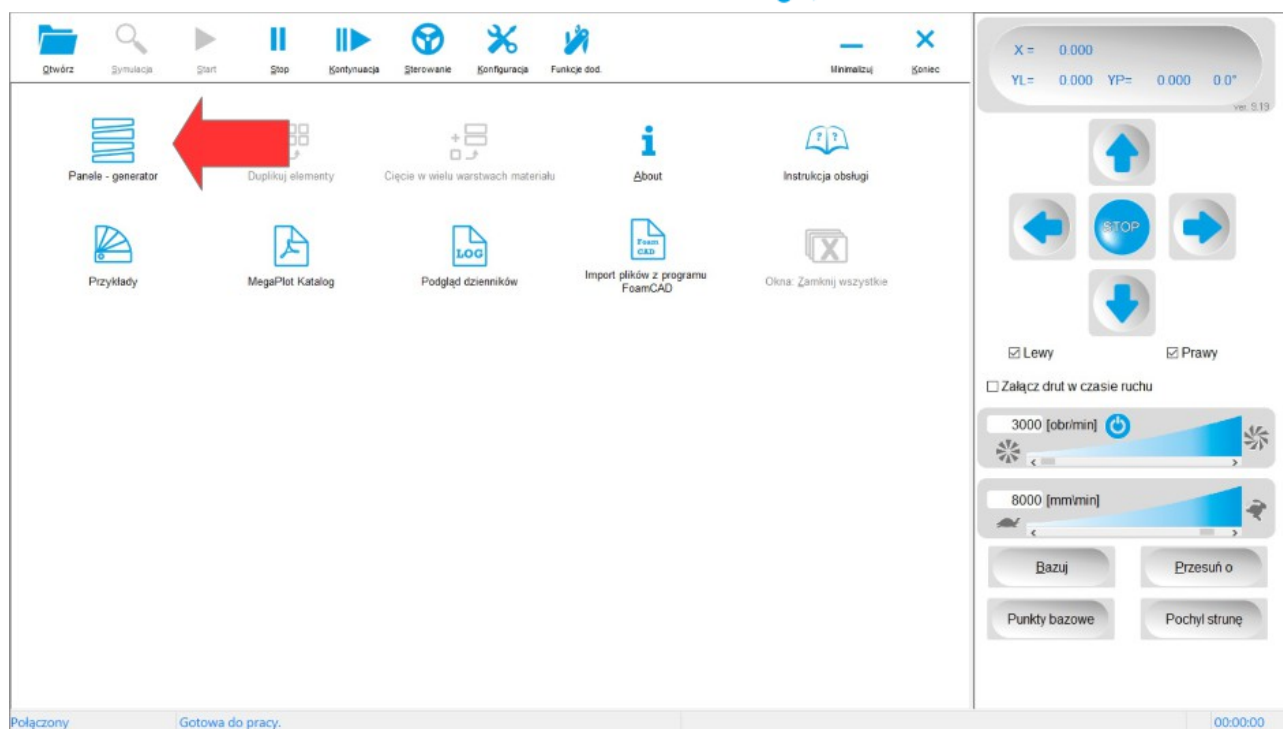 Otwórz Symulacja Start Stop Kontynuacja Sterowanie Konfiguracja Funkcje dod. Minimalizuj Koniec
Panele - generator Duplikuj elementy Cięcie w wielu warstwach materiału About Instrukcja obsługi
LOG Foam
CAD
Przykłady MegaPlot Katalog Podgląd dzienników Import plików z programu
FoamCAD Okna: Zamknij wszystkie
X = 0.000
YL= 0.000 YP= 0.000 0.0°
ver. 9.19
STOP
Lewy Prawy
Załącz drut w czasie ruchu
3000 [obr/min]
8000 [mm\min]
Bazuj Przesuń o
Punkty bazowe Pochyl strunę
Połączony Gotowa do pracy. 00:00:00